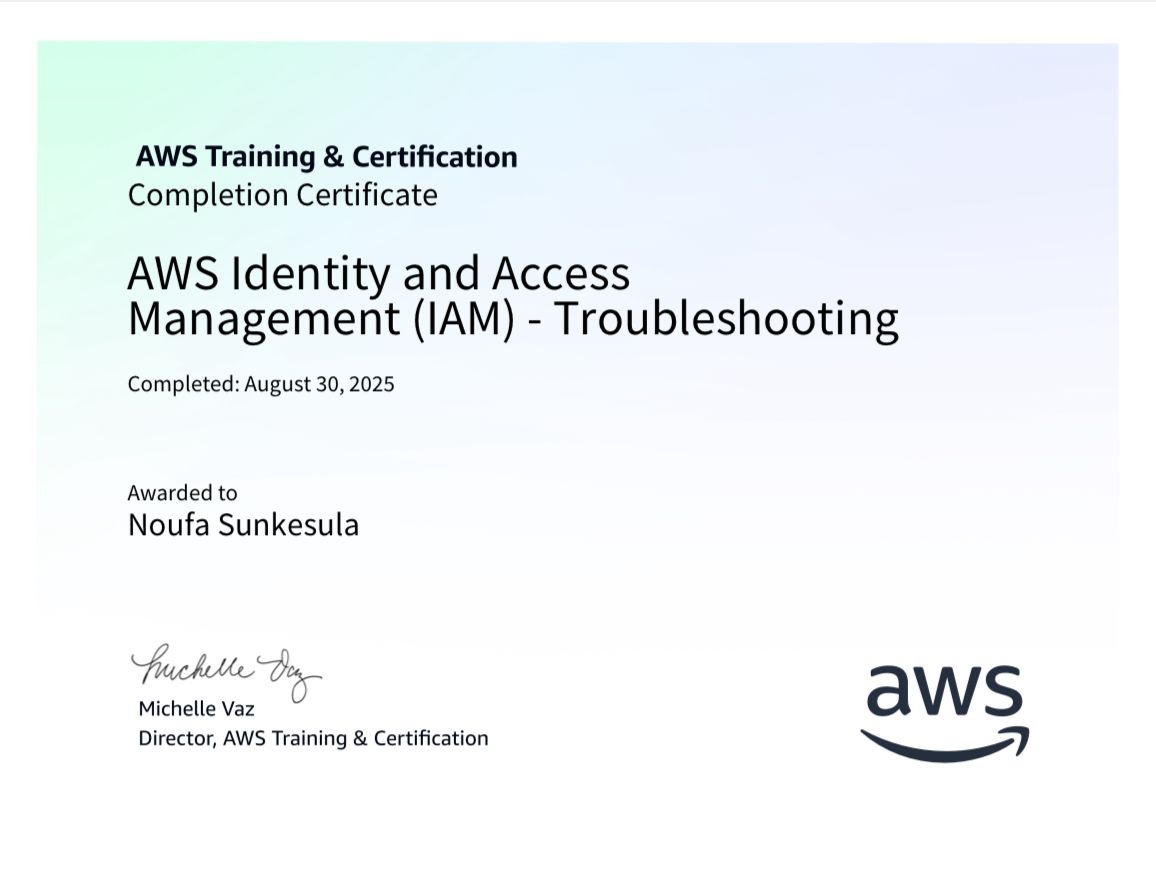 AWS Training & Certification
Completion Certificate
AWS Identity and Access
Management (IAM) - Troubleshooting
Completed: August 30, 2025
Awarded to
Noufa Sunkesula
Michelle Vaz
Michelle Vaz
Director, AWS Training & Certification
aws